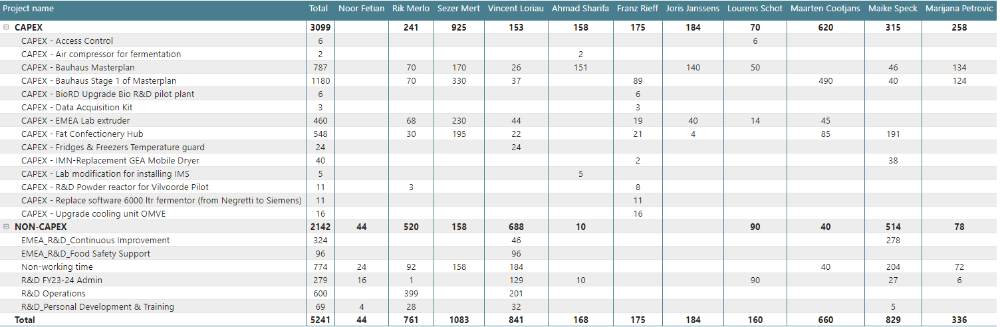 Project name Total Noor Fetian Rik Merlo Sezer Mert Vincent Loriau Ahmad Sharifa Franz Rieff Joris Janssens Lourens Schot Maarten Cootjans Maike Speck Marijana Petrovic
CAPEX 3099 241 925 153 158 175 184 70 620 315 258
CAPEX - Access Control 6 6
CAPEX - Air compressor for fermentation 2 2
CAPEX - Bauhaus Masterplan 787 70 170 26 151 140 50 46 134
CAPEX - Bauhaus Stage 1 of Masterplan 1180 70 330 37 89 490 40 124
CAPEX - BioRD Upgrade Bio R&D pilot plant 6 6
CAPEX - Data Acquisition Kit 3 3
CAPEX - EMEA Lab extruder 460 68 230 44 19 40 14 45
CAPEX - Fat Confectionery Hub 548 30 195 22 21 4 85 191
CAPEX - Fridges & Freezers Temperature guard 24 24
CAPEX - IMN-Replacement GEA Mobile Dryer 40 2 38
CAPEX - Lab modification for installing IMS 5 5
CAPEX - R&D Powder reactor for Vilvoorde Pilot 11 3 8
CAPEX - Replace software 6000 ltr fermentor (from Negretti to Siemens) 11 11
CAPEX - Upgrade cooling unit OMVE 16 16
NON-CAPEX 2142 44 520 158 688 10 90 40 514 78
EMEA_R&D_Continuous Improvement 324 46 278
EMEA_R&D_Food Safety Support 96 96
Non-working time 774 24 92 158 184 40 204 72
R&D FY23-24 Admin 279 16 1 129 10 90 27 6
R&D Operations 600 399 201
R&D_Personal Development & Training 69 4 28 32 5
Total 5241 44 761 1083 841 168 175 184 160 660 829 336